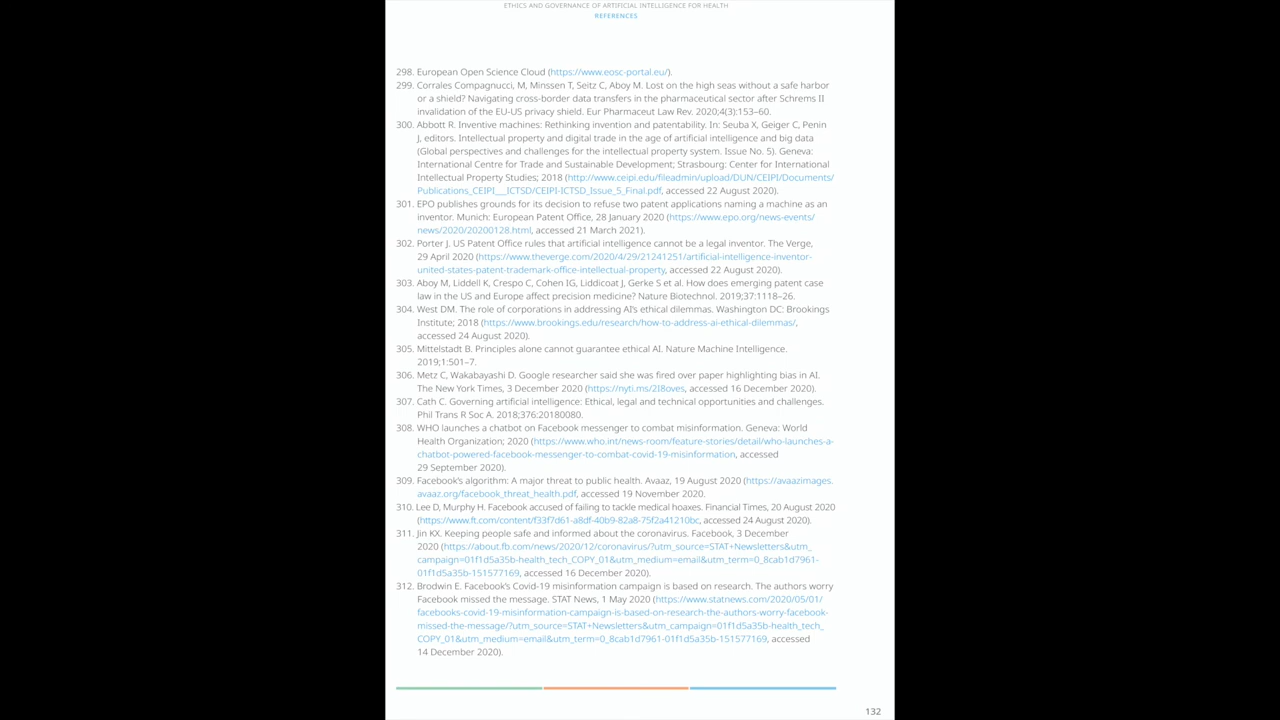 ETHICS AND GOVERNANCE OF ARTIFICIAL INTELLIGENCE FOR HEALTH
REFERENCES
298. European Open Science Cloud (https://www.eosc-portal.eu/).
299. Corrales Compagnucci, M, Minssen T, Seitz C, Aboy M. Lost on the high seas without a safe harbor
or a shield? Navigating cross-border data transfers in the pharmaceutical sector after Schrems II
invalidation of the EU-US privacy shield. Eur Pharmaceut Law Rev. 2020;4(3):153–60.
300. Abbott R. Inventive machines: Rethinking invention and patentability. In: Seuba X, Geiger C, Penin
J, editors. Intellectual property and digital trade in the age of artificial intelligence and big data
(Global perspectives and challenges for the intellectual property system. Issue No. 5). Geneva:
International Centre for Trade and Sustainable Development; Strasbourg: Center for International
Intellectual Property Studies; 2018 (http://www.ceipi.edu/fileadmin/upload/DUN/CEIPI/Documents/
Publications_CEIPI___ICTSD/CEIPI-ICTSD_Issue_5_Final.pdf, accessed 22 August 2020).
301. EPO publishes grounds for its decision to refuse two patent applications naming a machine as an
inventor. Munich: European Patent Office, 28 January 2020 (https://www.epo.org/news-events/
news/2020/20200128.html, accessed 21 March 2021).
302. Porter J. US Patent Office rules that artificial intelligence cannot be a legal inventor. The Verge,
29 April 2020 (https://www.theverge.com/2020/4/29/21241251/artificial-intelligence-inventor-
united-states-patent-trademark-office-intellectual-property, accessed 22 August 2020).
303. Aboy M, Liddell K, Crespo C, Cohen IG, Liddicoat J, Gerke S et al. How does emerging patent case
law in the US and Europe affect precision medicine? Nature Biotechnol. 2019;37:1118–26.
304. West DM. The role of corporations in addressing AI’s ethical dilemmas. Washington DC: Brookings
Institute; 2018 (https://www.brookings.edu/research/how-to-address-ai-ethical-dilemmas/,
accessed 24 August 2020).
305. Mittelstadt B. Principles alone cannot guarantee ethical AI. Nature Machine Intelligence.
2019;1:501–7.
306. Metz C, Wakabayashi D. Google researcher said she was fired over paper highlighting bias in AI.
The New York Times, 3 December 2020 (https://nyti.ms/2I8oves, accessed 16 December 2020).
307. Cath C. Governing artificial intelligence: Ethical, legal and technical opportunities and challenges.
Phil Trans R Soc A. 2018;376:20180080.
308. WHO launches a chatbot on Facebook messenger to combat misinformation. Geneva: World
Health Organization; 2020 (https://www.who.int/news-room/feature-stories/detail/who-launches-a-
chatbot-powered-facebook-messenger-to-combat-covid-19-misinformation, accessed
29 September 2020).
309. Facebook’s algorithm: A major threat to public health. Avaaz, 19 August 2020 (https://avaazimages.
avaaz.org/facebook_threat_health.pdf, accessed 19 November 2020.
310. Lee D, Murphy H. Facebook accused of failing to tackle medical hoaxes. Financial Times, 20 August 2020
(https://www.ft.com/content/f33f7d61-a8df-40b9-82a8-75f2a41210bc, accessed 24 August 2020).
311. Jin KX. Keeping people safe and informed about the coronavirus. Facebook, 3 December
2020 (https://about.fb.com/news/2020/12/coronavirus/?utm_source=STAT+Newsletters&utm_
campaign=01f1d5a35b-health_tech_COPY_01&utm_medium=email&utm_term=0_8cab1d7961-
01f1d5a35b-151577169, accessed 16 December 2020).
312. Brodwin E. Facebook’s Covid-19 misinformation campaign is based on research. The authors worry
Facebook missed the message. STAT News, 1 May 2020 (https://www.statnews.com/2020/05/01/
facebooks-covid-19-misinformation-campaign-is-based-on-research-the-authors-worry-facebook-
missed-the-message/?utm_source=STAT+Newsletters&utm_campaign=01f1d5a35b-health_tech_
COPY_01&utm_medium=email&utm_term=0_8cab1d7961-01f1d5a35b-151577169, accessed
14 December 2020).
132